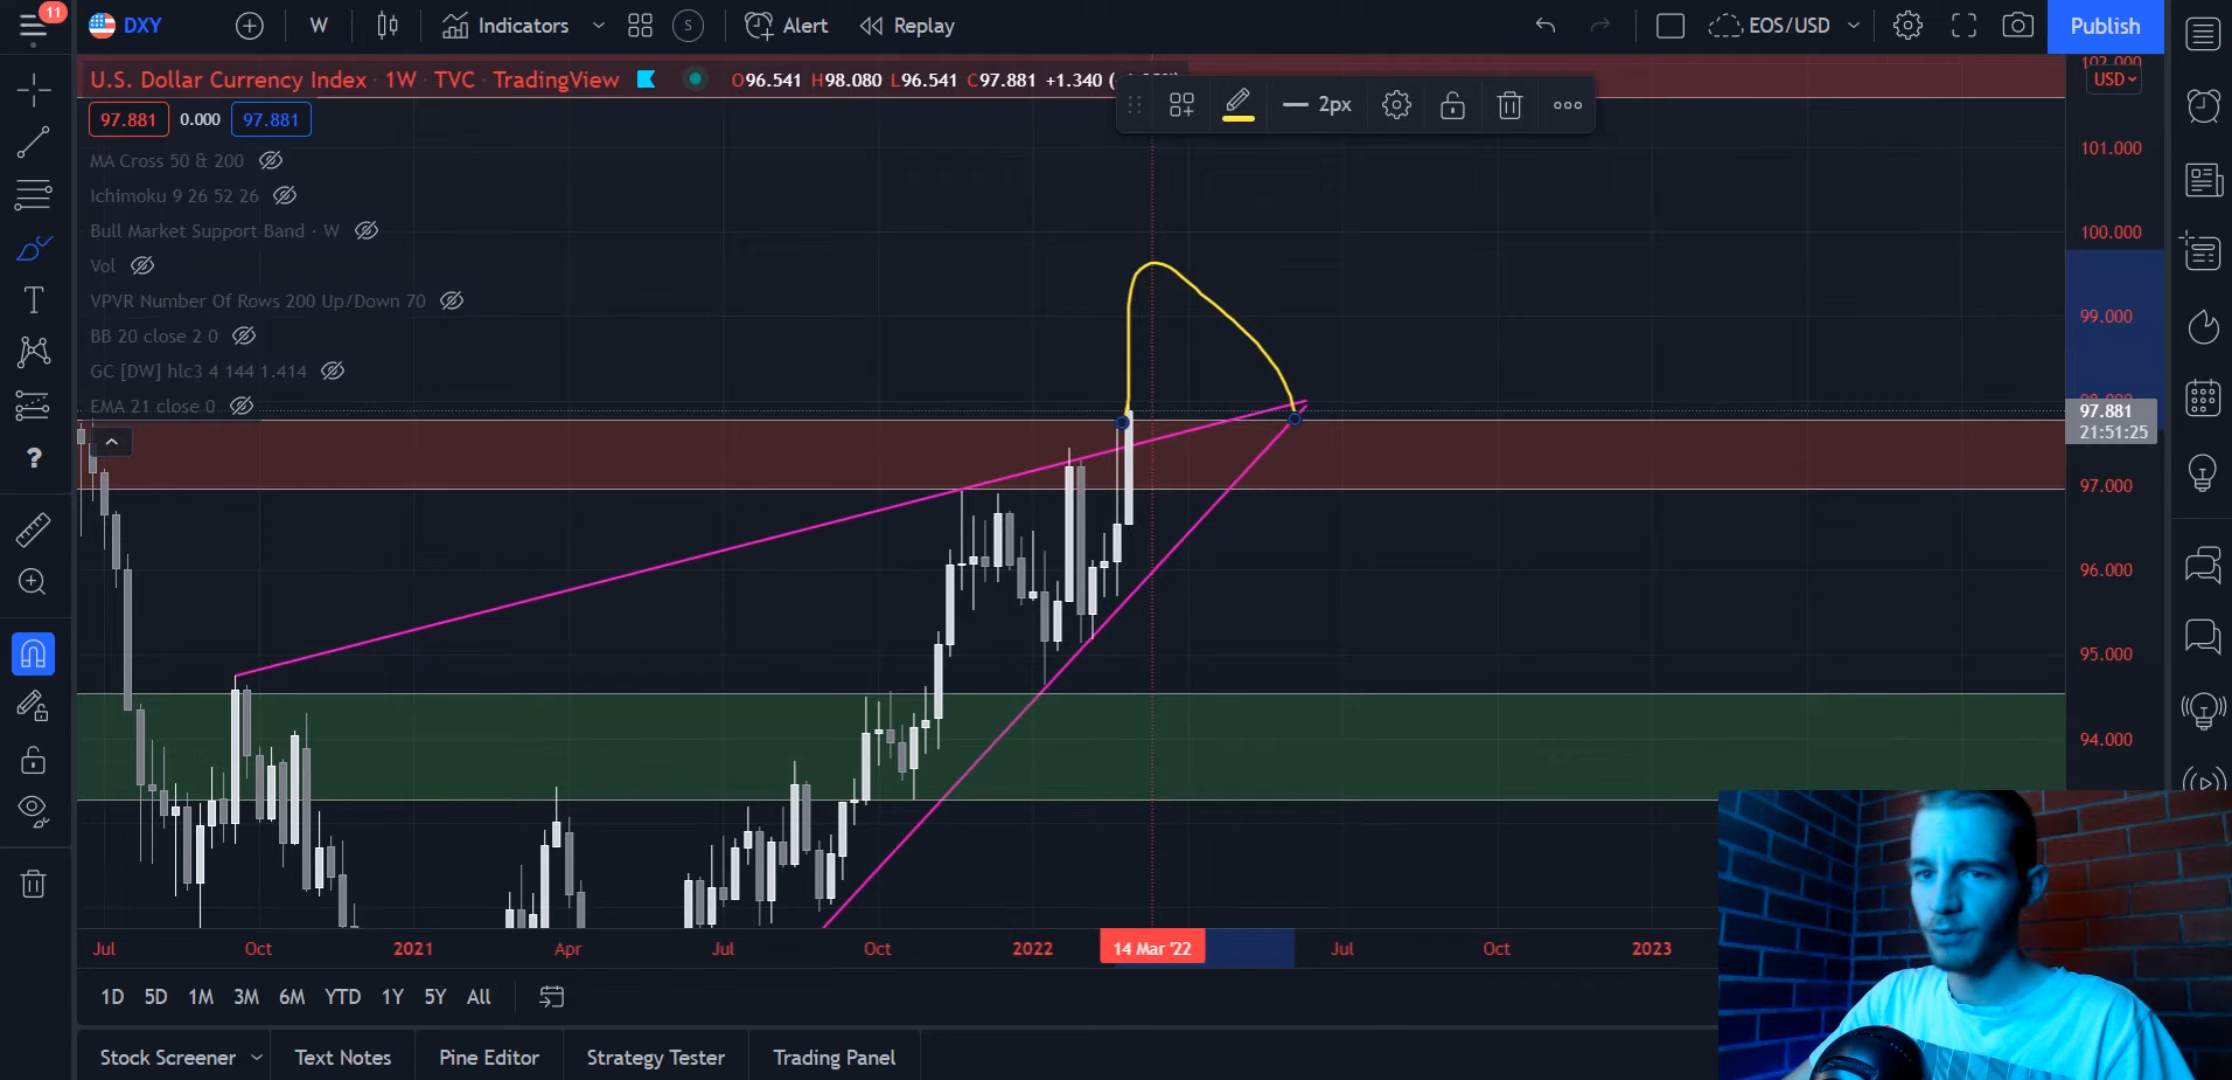 11
DXY
W
Indicators
S
Alert
Replay
EOS/USD
Publish
U.S. Dollar Currency Index · 1W · TVC · TradingView
O96.541 H98.080 L96.541 C97.881 +1.340
2px
USD
97.881 0.000 97.881
MA Cross 50 & 200
Ichimoku 9 26 52 26
Bull Market Support Band · W
Vol
VPVR Number Of Rows 200 Up/Down 70
BB 20 close 2 0
GC [DW] hlc3 4 144 1.414
EMA 21 close 0
102.000
101.000
100.000
99.000
97.881
21:51:25
97.000
96.000
95.000
94.000
Jul Oct 2021 Apr Jul Oct 2022 14 Mar '22 Jul Oct 2023
1D 5D 1M 3M 6M YTD 1Y 5Y All
Stock Screener Text Notes Pine Editor Strategy Tester Trading Panel